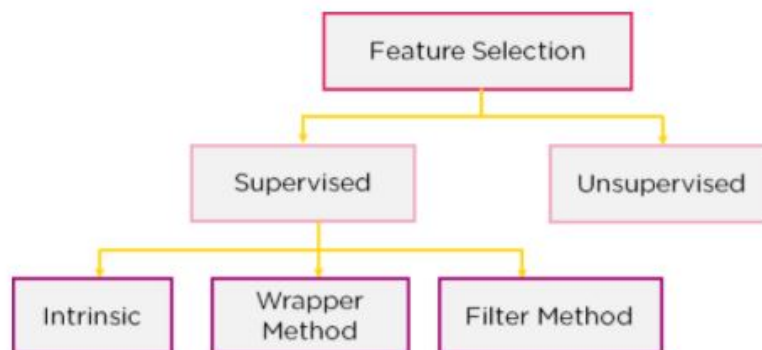 Feature Selection
Supervised
Unsupervised
Intrinsic
Wrapper
Method
Filter Method